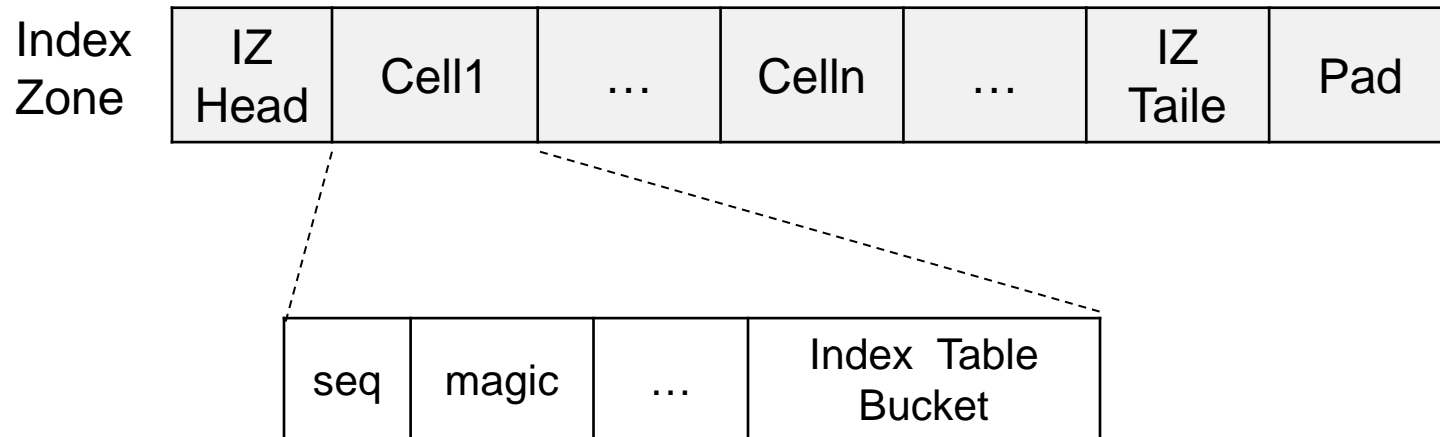 Index
Zone
IZ
Head
Cell1
…
Celln
…
IZ
Taile
Pad
seq
magic
…
Index Table
Bucket